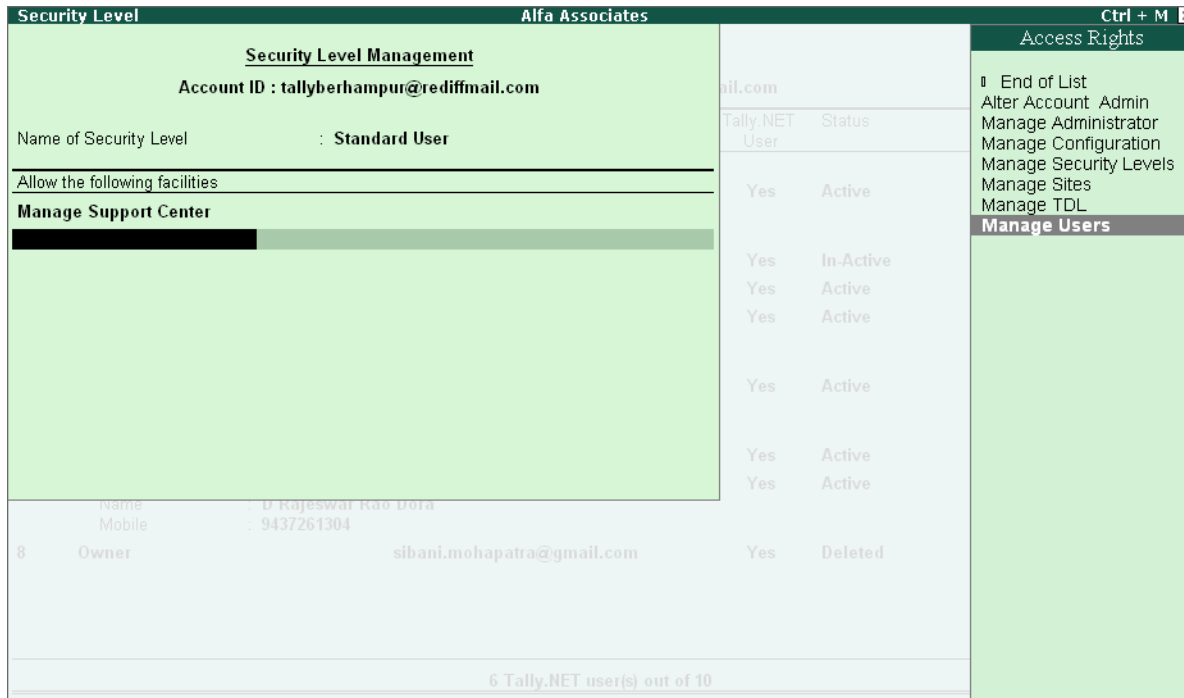 Security Level Alfa Associates Ctrl + M
Security Level Management
Account ID : tallyberhampur@rediffmail.com
Name of Security Level : Standard User
Allow the following facilities
Manage Support Center
Access Rights
End of List
Alter Account Admin
Manage Administrator
Manage Configuration
Manage Security Levels
Manage Sites
Manage TDL
Manage Users
ail.com
Tally.NET Status
User
Yes Active
Yes In-Active
Yes Active
Yes Active
Yes Active
Yes Active
Yes Active
Name : D Rajeswar Rao Dora
Mobile : 9437261304
8 Owner sibani.mohapatra@gmail.com Yes Deleted
6 Tally.NET user(s) out of 10